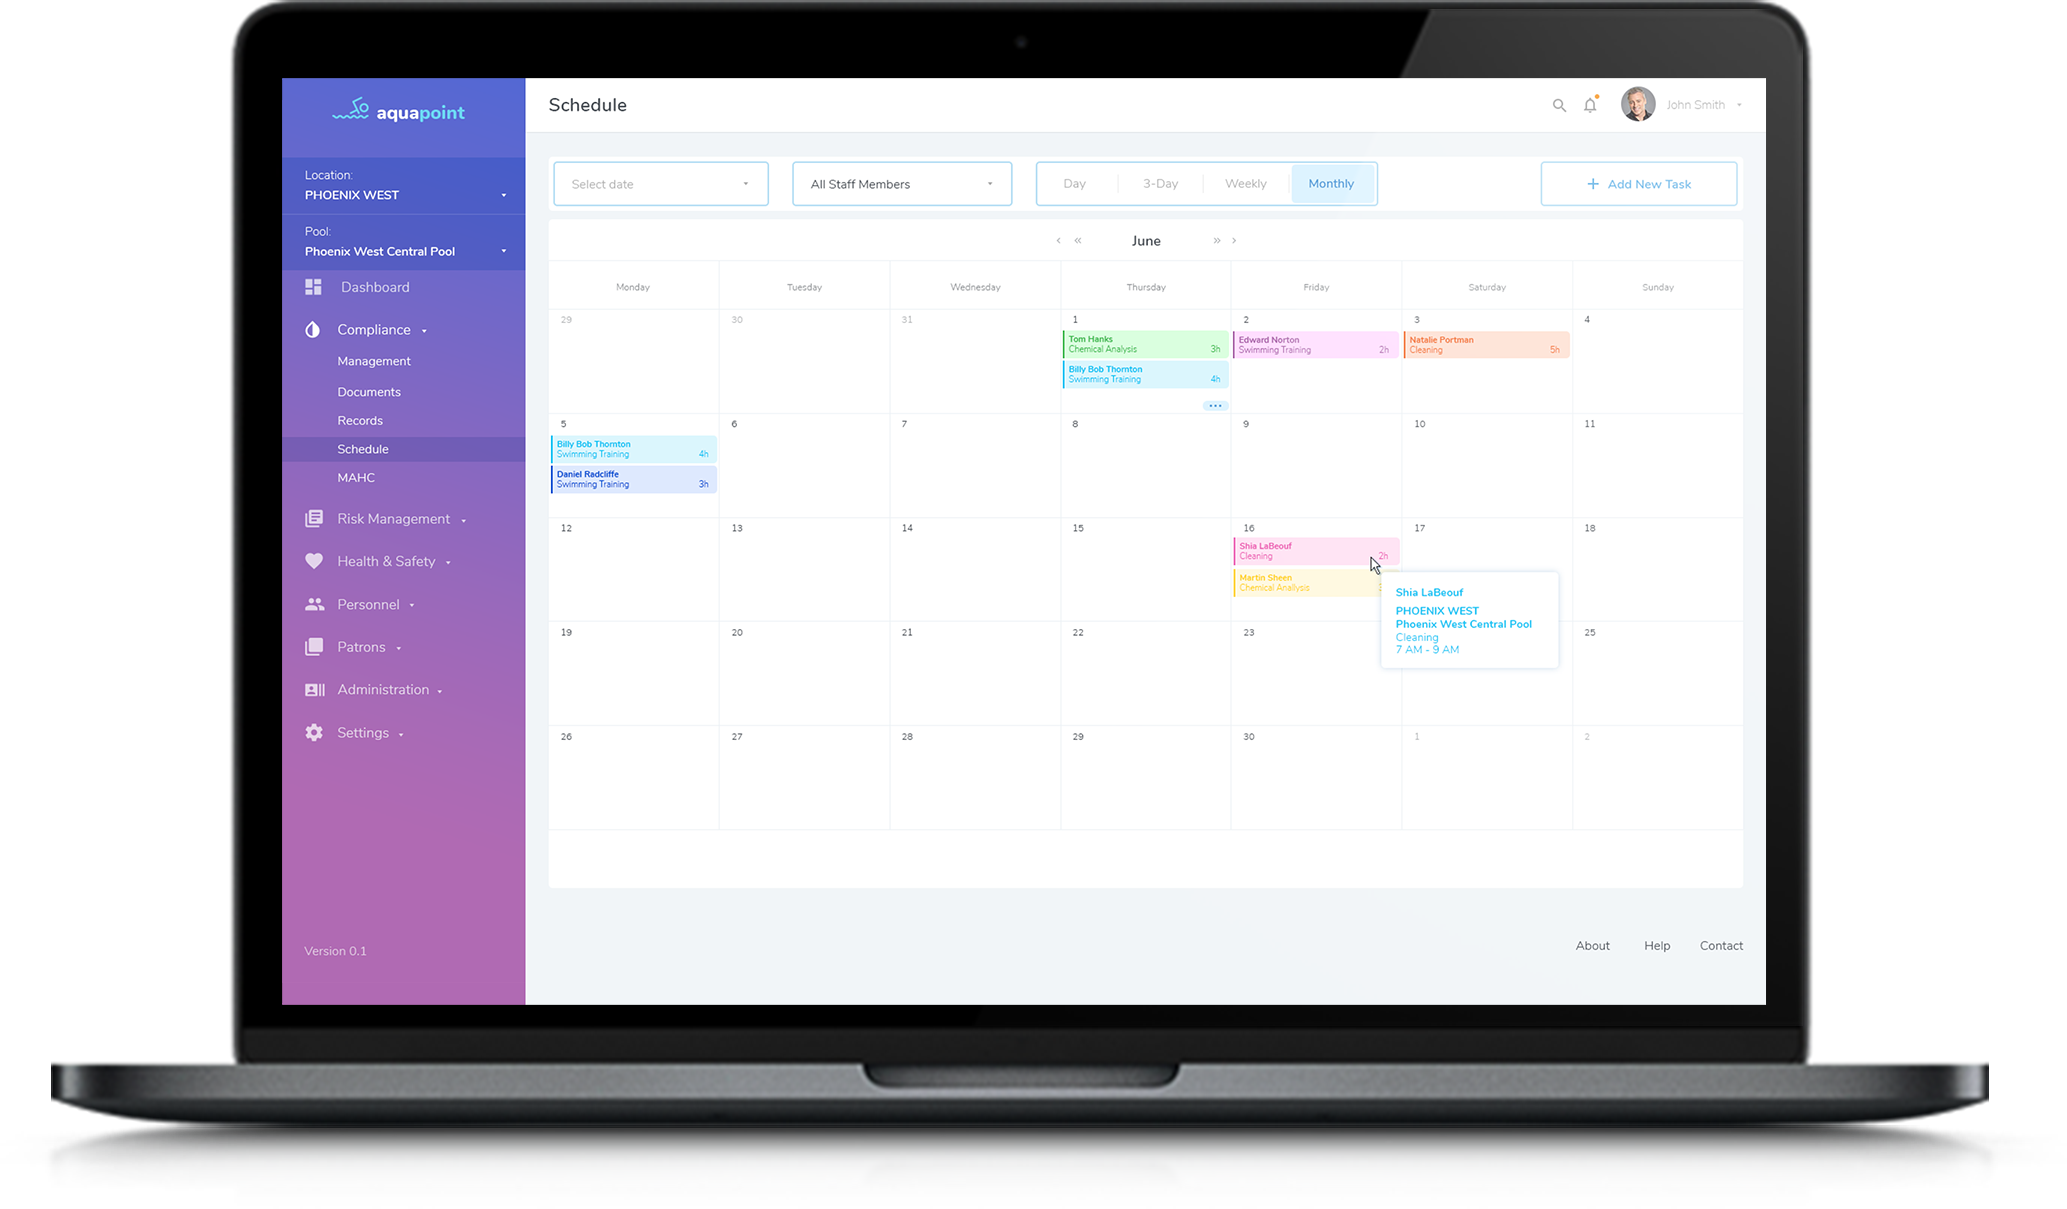 aquapoint
Location:
PHOENIX WEST
Pool:
Phoenix West Central Pool
Dashboard
Compliance
Management
Documents
Records
Schedule
MAHC
Risk Management
Health & Safety
Personnel
Patrons
Administration
Settings
Version 0.1
Schedule
John Smith
Select date
All Staff Members
Day
3-Day
Weekly
Monthly
+ Add New Task
‹ «
June
» ›
Monday
Tuesday
Wednesday
Thursday
Friday
Saturday
Sunday
29
30
31
1
Tom Hanks
Chemical Analysis 3h
Billy Bob Thornton
Swimming Training 4h
•••
2
Edward Norton
Swimming Training 2h
3
Natalie Portman
Cleaning 5h
4
5
Billy Bob Thornton
Swimming Training 4h
Daniel Radcliffe
Swimming Training 3h
6
7
8
9
10
11
12
13
14
15
16
Shia LaBeouf
Cleaning 2h
Martin Sheen
Chemical Anallysis
17
18
Shia LaBeouf
PHOENIX WEST
Phoenix West Central Pool
Cleaning
7 AM - 9 AM
19
20
21
22
23
25
26
27
28
29
30
1
2
About
Help
Contact